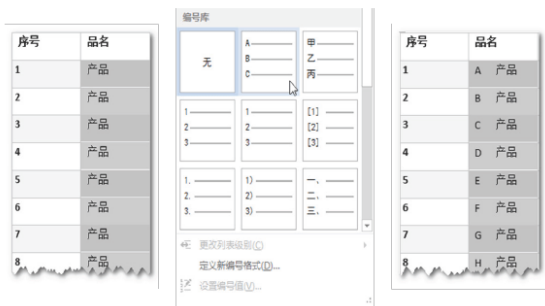 序号 品名
1 产品
2 产品
3 产品
4 产品
5 产品
6 产品
7 产品
8 产品
编号库
无
A
B
C
甲
乙
丙
1
2
3
1
2
3
[1]
[2]
[3]
1.
2.
3.
1)
2)
3)
一、
二、
三、
更改列表级别(C)
定义新编号格式(D)...
设置编号值(V)...
序号 品名
1 A 产品
2 B 产品
3 C 产品
4 D 产品
5 E 产品
6 F 产品
7 G 产品
8 H 产品